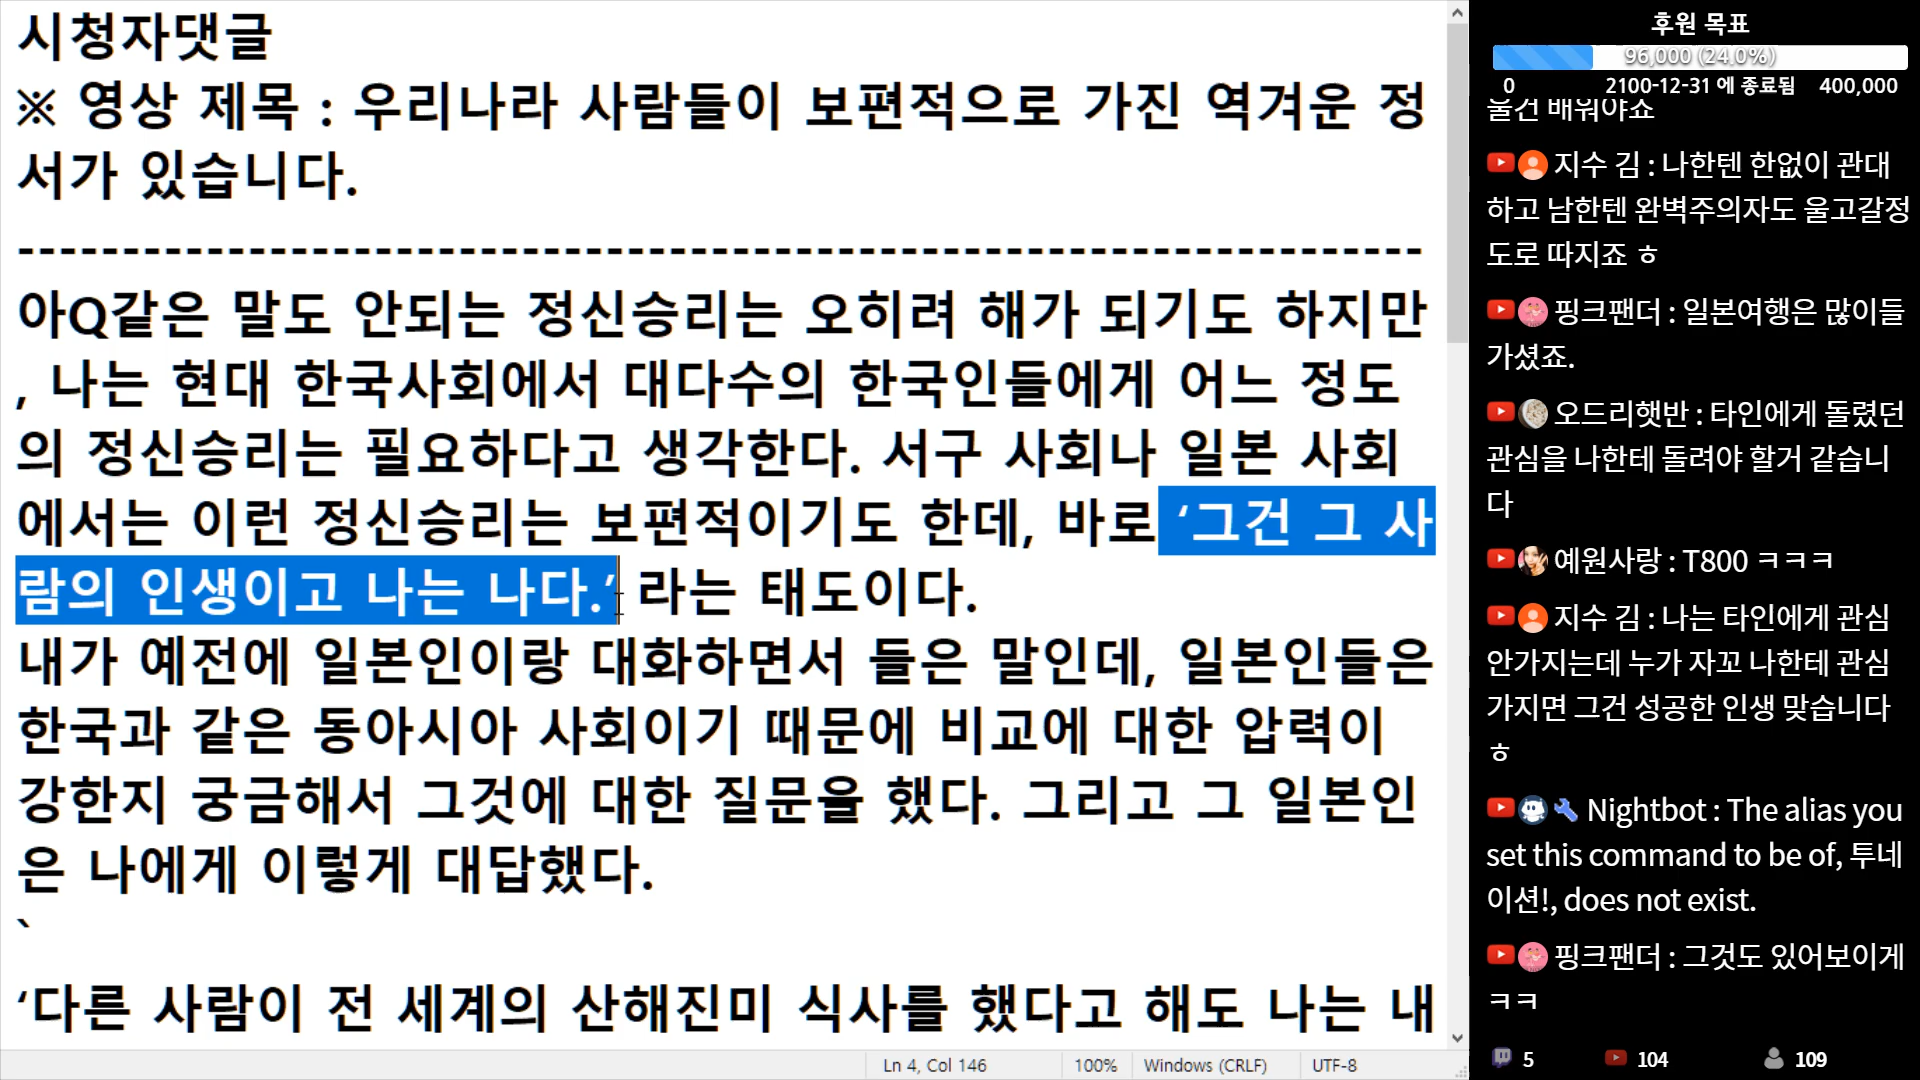 시청자댓글
※ 영상 제목 : 우리나라 사람들이 보편적으로 가진 역겨운 정
서가 있습니다.
--------------------------------------------------------------------
아Q같은 말도 안되는 정신승리는 오히려 해가 되기도 하지만
, 나는 현대 한국사회에서 대다수의 한국인들에게 어느 정도
의 정신승리는 필요하다고 생각한다. 서구 사회나 일본 사회
에서는 이런 정신승리는 보편적이기도 한데, 바로 ‘그건 그 사
람의 인생이고 나는 나다.’ 라는 태도이다.
내가 예전에 일본인이랑 대화하면서 들은 말인데, 일본인들은
한국과 같은 동아시아 사회이기 때문에 비교에 대한 압력이
강한지 궁금해서 그것에 대한 질문을 했다. 그리고 그 일본인
은 나에게 이렇게 대답했다.
`
‘다른 사람이 전 세계의 산해진미 식사를 했다고 해도 나는 내
Ln 4, Col 146
100%
Windows (CRLF)
UTF-8
후원 목표
96,000 (24.0%)
0 2100-12-31 에 종료됨 400,000
울건 배워야죠
지수 김 : 나한텐 한없이 관대
하고 남한텐 완벽주의자도 울고갈정
도로 따지죠 ㅎ
핑크팬더 : 일본여행은 많이들
가셨죠.
오드리햇반 : 타인에게 돌렸던
관심을 나한테 돌려야 할거 같습니
다
예원사랑 : T800 ㅋㅋㅋ
지수 김 : 나는 타인에게 관심
안가지는데 누가 자꼬 나한테 관심
가지면 그건 성공한 인생 맞습니다
ㅎ
Nightbot : The alias you
set this command to be of, 투네
이션!, does not exist.
핑크팬더 : 그것도 있어보이게
ㅋㅋ
5 104 109